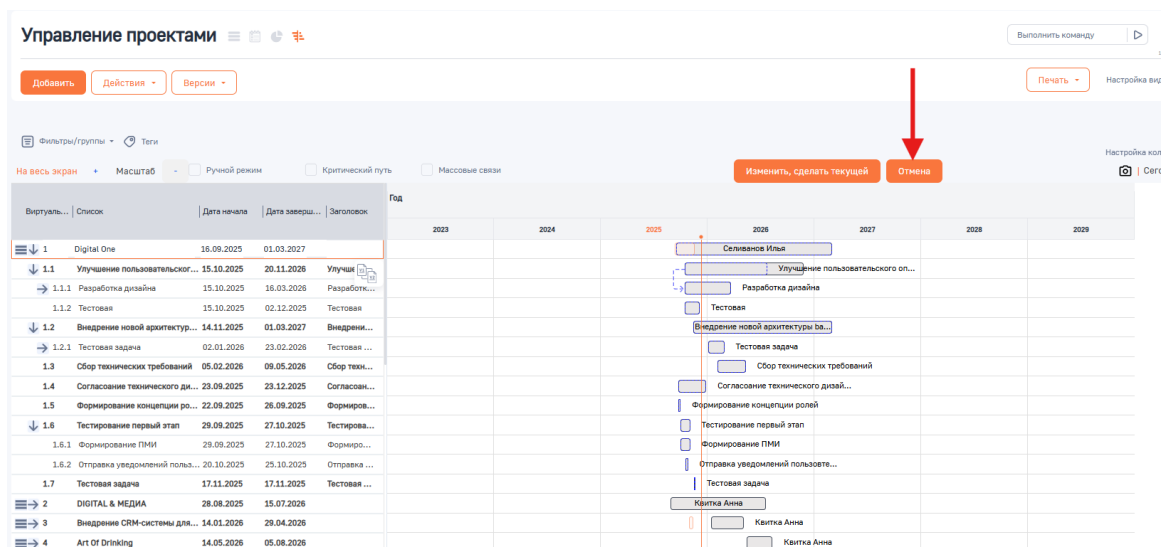 Управление проектами
Выполнить команду
Добавить Действия Версии Печать Настройка вид
Фильтры/группы Теги
Настройка кол
На весь экран + Масштаб - Ручной режим Критический путь Массовые связи Изменить, сделать текущей Отмена | Сего
Год
Виртуаль... Список Дата начала Дата заверш... Заголовок
2023 2024 2025 2026 2027 2028 2029
1 Digital One 16.09.2025 01.03.2027 Селиванов Илья
1.1 Улучшение пользовательског... 15.10.2025 20.11.2026 Улучше Улучшение пользовательского оп...
1.1.1 Разработка дизайна 15.10.2025 16.03.2026 Разработк... Разработка дизайна
1.1.2 Тестовая 15.10.2025 02.12.2025 Тестовая Тестовая
1.2 Внедрение новой архитектур... 14.11.2025 01.03.2027 Внедрени... Внедрение новой архитектуры ba...
1.2.1 Тестовая задача 02.01.2026 23.02.2026 Тестовая ... Тестовая задача
1.3 Сбор технических требований 05.02.2026 09.05.2026 Сбор техн... Сбор технических требований
1.4 Согласоание технического ди... 23.09.2025 23.12.2025 Согласоан... Согласоание технического дизай...
1.5 Формирование концепции ро... 22.09.2025 26.09.2025 Формиров... Формирование концепции ролей
1.6 Тестирование первый этап 29.09.2025 27.10.2025 Тестирова... Тестирование первый этап
1.6.1 Формирование ПМИ 29.09.2025 27.10.2025 Формиро... Формирование ПМИ
1.6.2 Отправка уведомлений польз... 20.10.2025 25.10.2025 Отправка ... Отправка уведомлений пользовте...
1.7 Тестовая задача 17.11.2025 17.11.2025 Тестовая ... Тестовая задача
2 DIGITAL & МЕДИА 28.08.2025 15.07.2026 Квитка Анна
3 Внедрение CRM-системы для... 14.01.2026 29.04.2026 Квитка Анна
4 Art Of Drinking 14.05.2026 05.08.2026 Квитка Анна